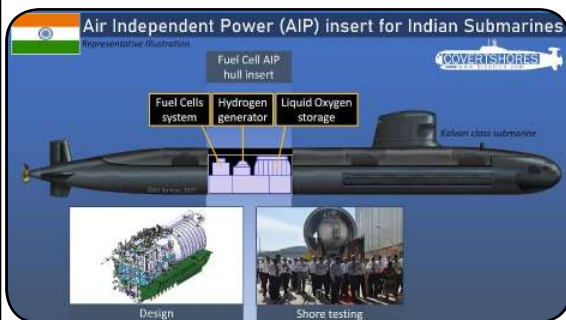 Air Independent Power (AIP) insert for Indian Submarines
Representative Illustration
COVERTSHORES
Fuel Cell AIP
hull insert
Fuel Cells
system
Hydrogen
generator
Liquid Oxygen
storage
Kalvari class submarine
Design
Shore testing